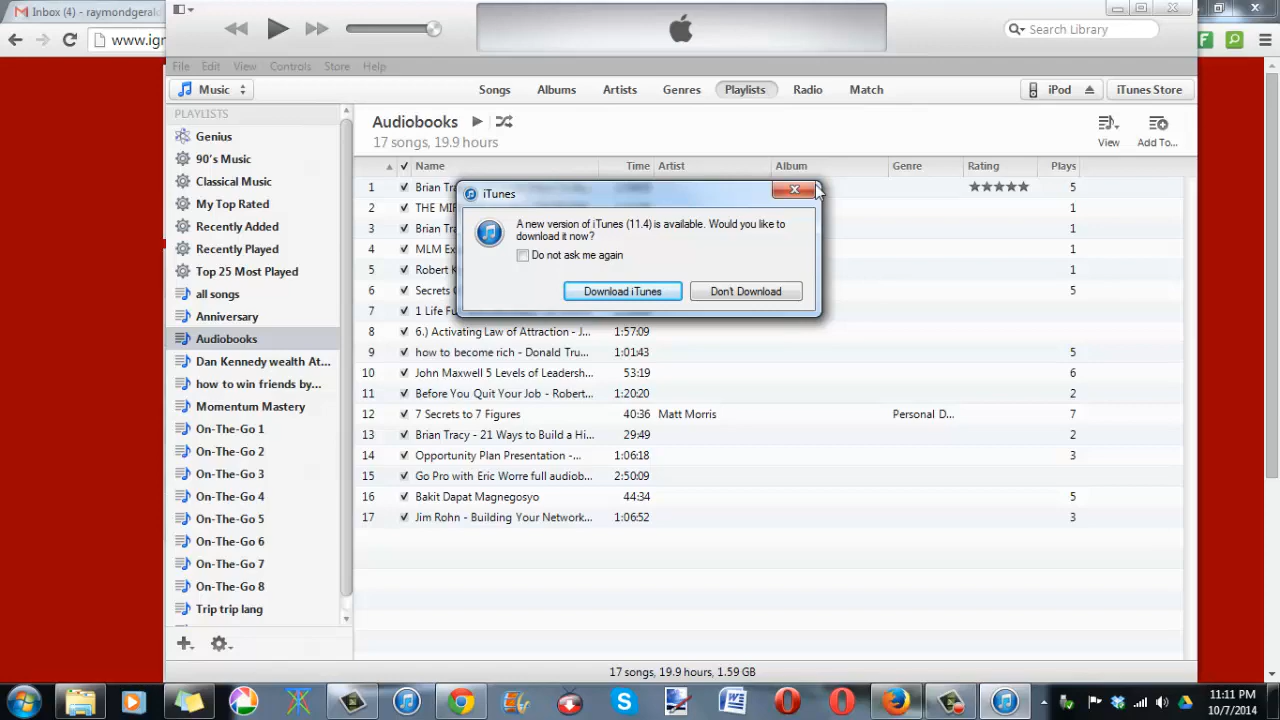 Inbox (4) - raymondgeral
www.igr
Search Library
File Edit View Controls Store Help
Music Songs Albums Artists Genres Playlists Radio Match iPod iTunes Store
PLAYLISTS
Genius
90's Music
Classical Music
My Top Rated
Recently Added
Recently Played
Top 25 Most Played
all songs
Anniversary
Audiobooks
Dan Kennedy wealth At...
how to win friends by...
Momentum Mastery
On-The-Go 1
On-The-Go 2
On-The-Go 3
On-The-Go 4
On-The-Go 5
On-The-Go 6
On-The-Go 7
On-The-Go 8
Trip trip lang
Audiobooks
17 songs, 19.9 hours
View Add To...
Name Time Artist Album Genre Rating Plays
1 Brian Tra ★★★★★ 5
2 THE MI 1
3 Brian Tra 1
4 MLM Ex 1
5 Robert K 1
6 Secrets 5
7 1 Life Fu
8 6.) Activating Law of Attraction - J... 1:57:09
9 how to become rich - Donald Tru... 1:01:43 5
10 John Maxwell 5 Levels of Leadersh... 53:19 6
11 Before You Quit Your Job - Robert... 1:20:20 2
12 7 Secrets to 7 Figures 40:36 Matt Morris Personal D... 7
13 Brian Tracy - 21 Ways to Build a Hi... 29:49 2
14 Opportunity Plan Presentation -... 1:06:18 3
15 Go Pro with Eric Worre full audiob... 2:50:09
16 Bakit Dapat Magnegosyo 44:34 5
17 Jim Rohn - Building Your Network... 1:06:52 3
iTunes
A new version of iTunes (11.4) is available. Would you like to
download it now?
Do not ask me again
Download iTunes Don't Download
17 songs, 19.9 hours, 1.59 GB
11:11 PM
10/7/2014